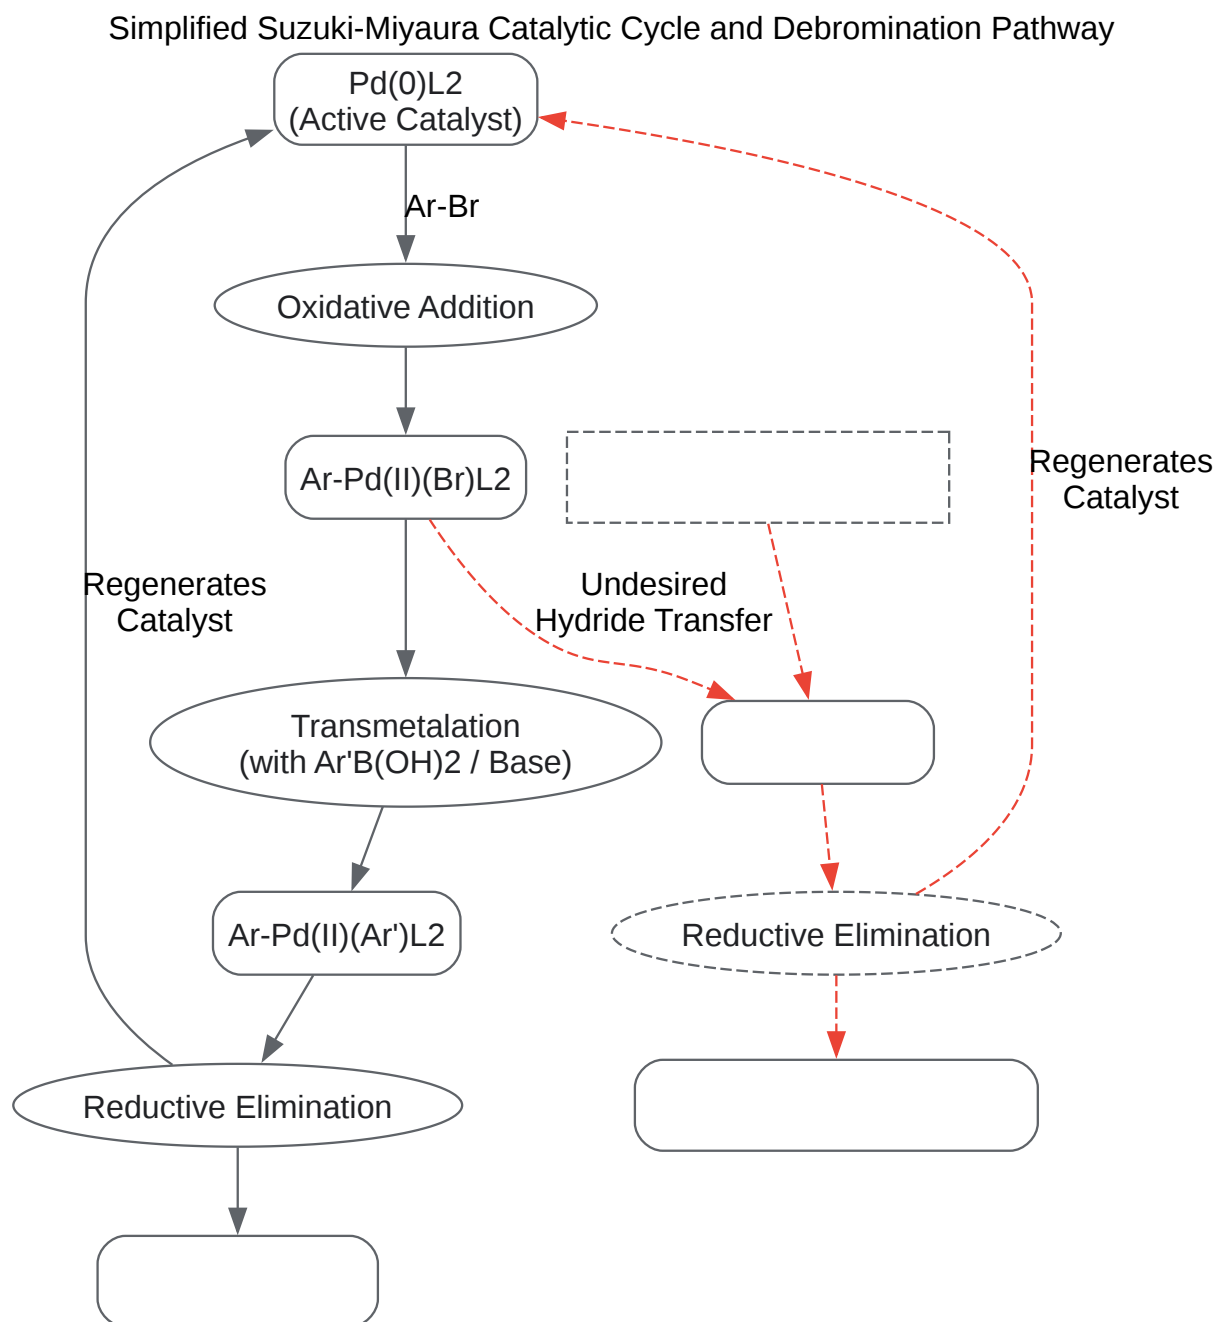 Simplified Suzuki-Miyaura Catalytic Cycle and Debromination Pathway
Pd(0)L2
(Active Catalyst)
Ar-Br
Oxidative Addition
Ar-Pd(II)(Br)L2
Regenerates
Catalyst
Undesired
Hydride Transfer
Regenerates
Catalyst
Transmetalation
(with Ar'B(OH)2 / Base)
Ar-Pd(II)(Ar')L2
Reductive Elimination
Reductive Elimination